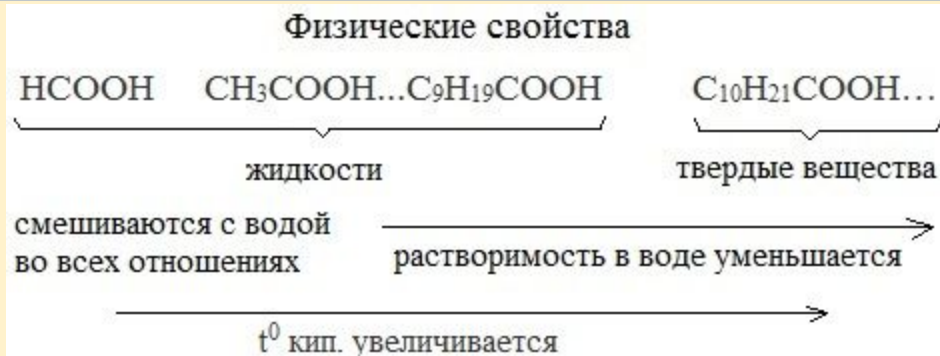 Физические свойства
HCOOH CH₃COOH...C₉H₁₉COOH C₁₀H₂₁COOH...
жидкости твердые вещества
смешиваются с водой
во всех отношениях растворимость в воде уменьшается
t⁰ кип. увеличивается